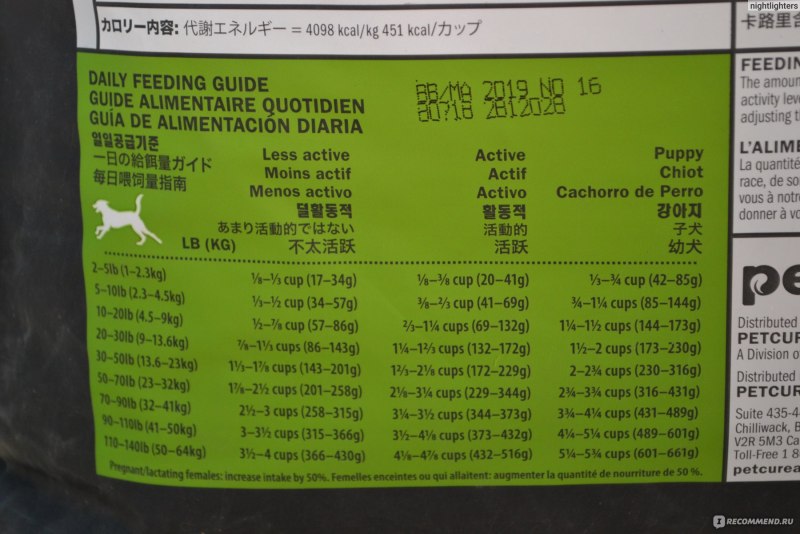 nightlighters
カロリー内容: 代謝エネルギー = 4098 kcal/kg 451 kcal/カップ
卡路里含
DAILY FEEDING GUIDE
GUIDE ALIMENTAIRE QUOTIDIEN
GUÍA DE ALIMENTACIÓN DIARIA
일일공급기준
一日の給餌量ガイド
毎日喂饲量指南
BB/MA 2019 NO 16
20718 2B12028
Less active Active Puppy
Moins actif Actif Chiot
Menos activo Activo Cachorro de Perro
덜활동적 활동적 강아지
あまり活動的ではない 活動的 子犬
LB (KG) 不太活跃 活跃 幼犬
2–5lb (1–2.3kg) ⅛–⅓ cup (17–34g) ⅛–⅜ cup (20–41g) ⅓–¾ cup (42–85g)
5–10lb (2.3–4.5kg) ⅓–½ cup (34–57g) ⅜–⅔ cup (41–69g) ¾–1¼ cups (85–144g)
10–20lb (4.5–9kg) ½–⅞ cup (57–86g) ⅔–1¼ cups (69–132g) 1¼–1½ cups (144–173g)
20–30lb (9–13.6kg) ⅞–1⅓ cups (86–143g) 1¼–1⅔ cups (132–172g) 1½–2 cups (173–230g)
30–50lb (13.6–23kg) 1⅓–1⅞ cups (143–201g) 1⅔–2⅛ cups (172–229g) 2–2¾ cups (230–316g)
50–70lb (23–32kg) 1⅞–2½ cups (201–258g) 2⅛–3¼ cups (229–344g) 2¾–3¾ cups (316–431g)
70–90lb (32–41kg) 2½–3 cups (258–315g) 3¼–3½ cups (344–373g) 3¾–4¼ cups (431–489g)
90–110lb (41–50kg) 3–3½ cups (315–366g) 3½–4⅛ cups (373–432g) 4¼–5¼ cups (489–601g)
110–140lb (50–64kg) 3½–4 cups (366–430g) 4⅛–4⅞ cups (432–516g) 5¼–5¾ cups (601–661g)
Pregnant/lactating females: increase intake by 50%. Femelles enceintes ou qui allaitent: augmenter la quantité de nourriture de 50 %.
FEEDIN
The amoun
activity leve
adjusting th
L'ALIME
La quantité
race, de so
vous à notr
donner à vo
pe
Distributed
PETCURE
A Division o
Distributed
PETCUR
Suite 435-4
Chilliwack, B
V2R 5M3 Ca
Toll-Free 1 8
petcurea
IRECOMMEND.RU